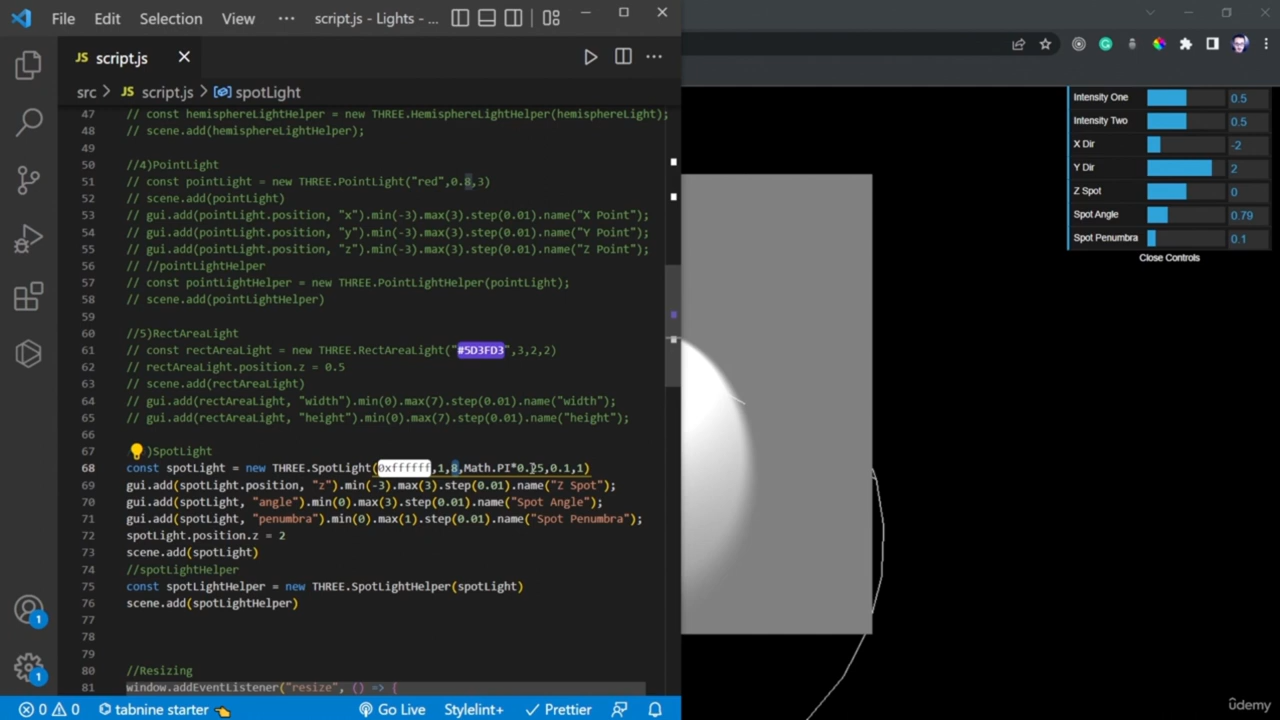 File Edit Selection View ··· script.js - Lights - ...
JS script.js
src > JS script.js > spotLight
47 // const hemisphereLightHelper = new THREE.HemisphereLightHelper(hemisphereLight);
48 // scene.add(hemisphereLightHelper);
49
50 //4)PointLight
51 // const pointLight = new THREE.PointLight("red",0.8,3)
52 // scene.add(pointLight)
53 // gui.add(pointLight.position, "x").min(-3).max(3).step(0.01).name("X Point");
54 // gui.add(pointLight.position, "y").min(-3).max(3).step(0.01).name("Y Point");
55 // gui.add(pointLight.position, "z").min(-3).max(3).step(0.01).name("Z Point");
56 // //pointLightHelper
57 // const pointLightHelper = new THREE.PointLightHelper(pointLight);
58 // scene.add(pointLightHelper)
59
60 //5)RectAreaLight
61 // const rectAreaLight = new THREE.RectAreaLight("#5D3FD3",3,2,2)
62 // rectAreaLight.position.z = 0.5
63 // scene.add(rectAreaLight)
64 // gui.add(rectAreaLight, "width").min(0).max(7).step(0.01).name("width");
65 // gui.add(rectAreaLight, "height").min(0).max(7).step(0.01).name("height");
66
67 )SpotLight
68 const spotLight = new THREE.SpotLight(0xffffff,1,8,Math.PI*0.25,0.1,1)
69 gui.add(spotLight.position, "z").min(-3).max(3).step(0.01).name("Z Spot");
70 gui.add(spotLight, "angle").min(0).max(3).step(0.01).name("Spot Angle");
71 gui.add(spotLight, "penumbra").min(0).max(1).step(0.01).name("Spot Penumbra");
72 spotLight.position.z = 2
73 scene.add(spotLight)
74 //spotLightHelper
75 const spotLightHelper = new THREE.SpotLightHelper(spotLight)
76 scene.add(spotLightHelper)
77
78
79
80 //Resizing
81 window.addEventListener("resize", () => {
1
1
0 0 tabnine starter Go Live Stylelint+ Prettier
Intensity One 0.5
Intensity Two 0.5
X Dir -2
Y Dir 2
Z Spot 0
Spot Angle 0.79
Spot Penumbra 0.1
Close Controls
ûdemy